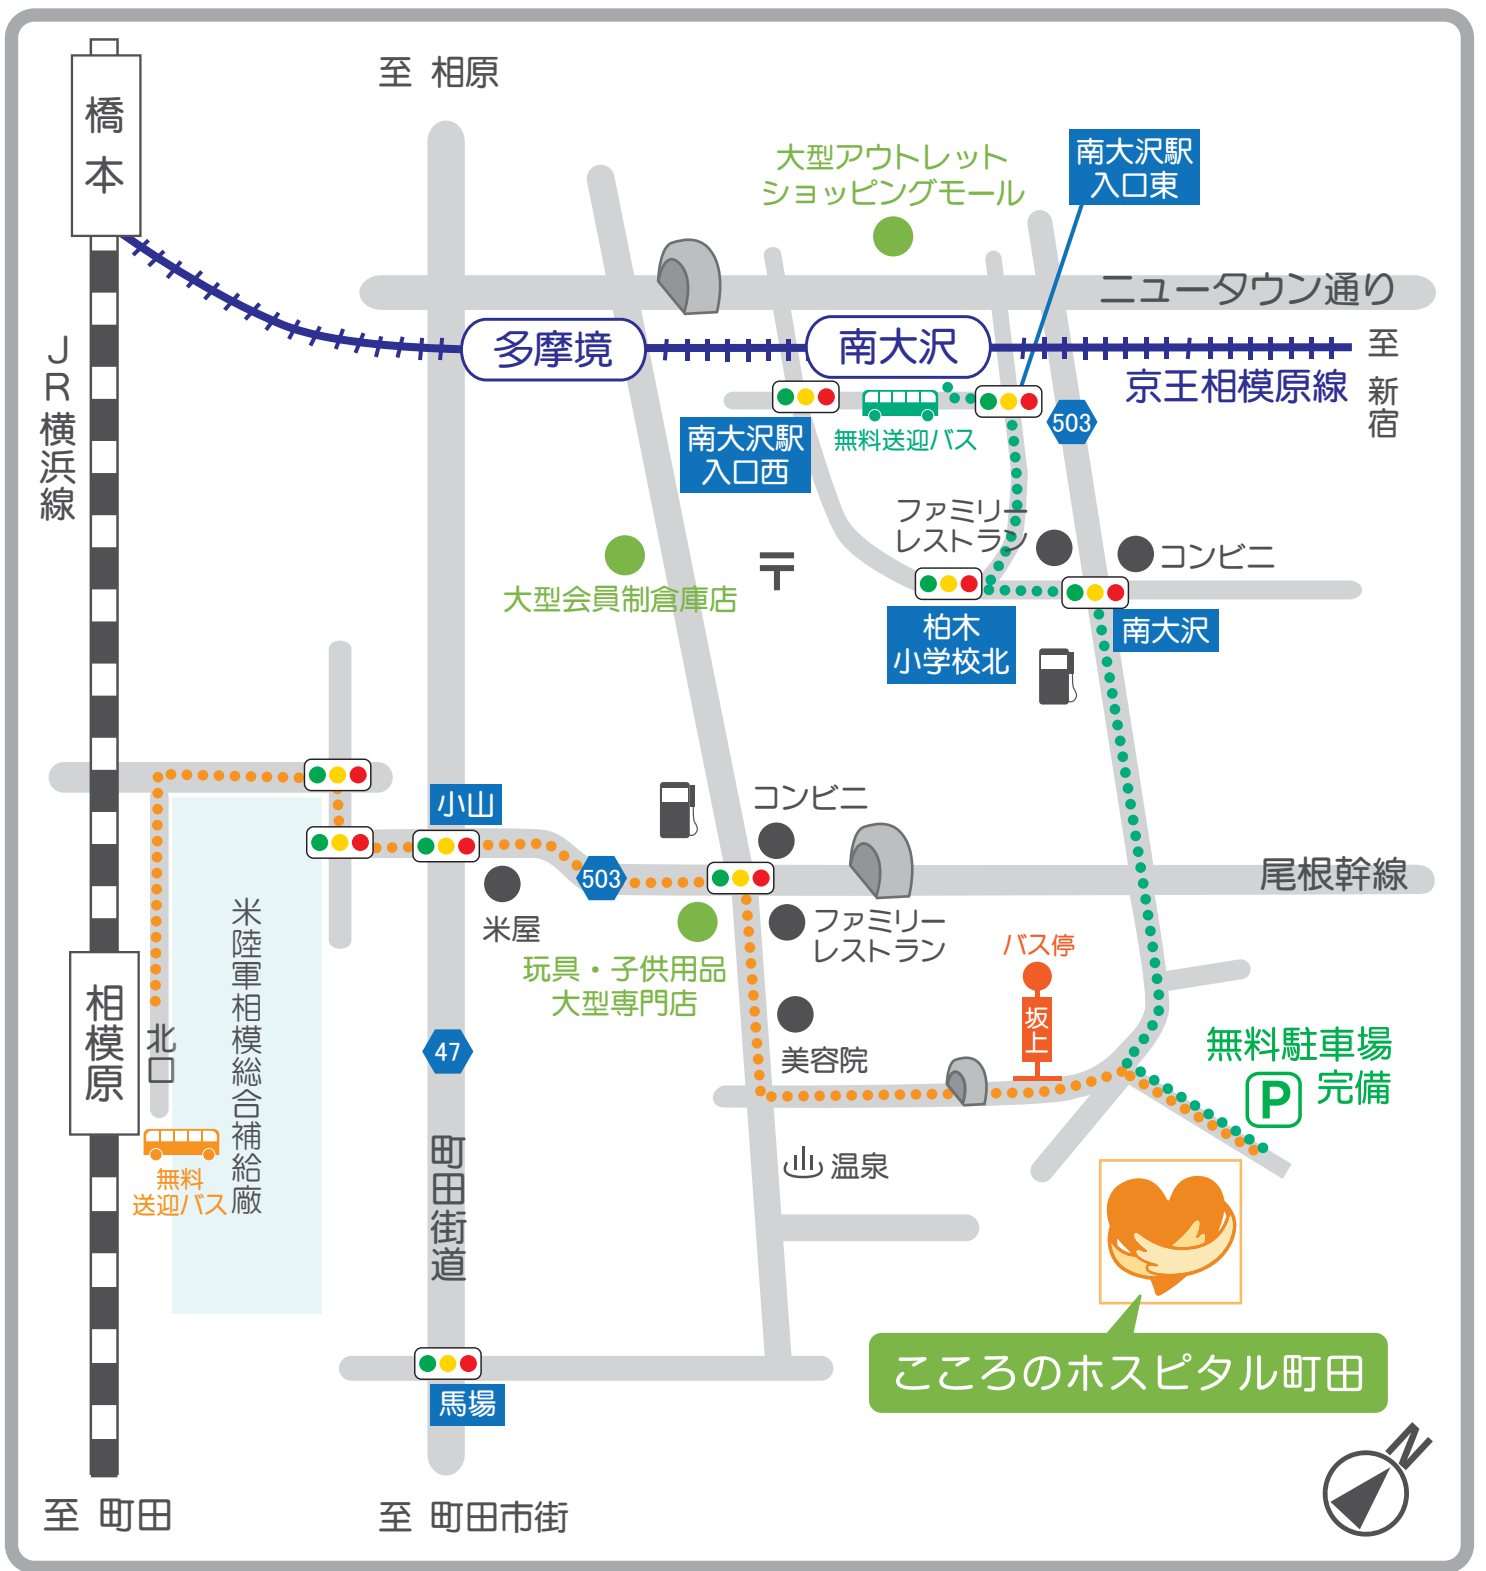 至 相原
橋本
大型アウトレット
ショッピングモール
南大沢駅
入口東
ニュータウン通り
多摩境
南大沢
至 新宿
京王相模原線
JR横浜線
503
南大沢駅
入口西
無料送迎バス
ファミリー
レストラン
コンビニ
大型会員制倉庫店
〒
柏木
小学校北
南大沢
小山
コンビニ
503
尾根幹線
米屋
ファミリー
レストラン
バス停
坂上
玩具・子供用品
大型専門店
米陸軍相模総合補給廠
相模原
北口
47
美容院
無料駐車場
完備
P
無料
送迎バス
町田街道
温泉
こころのホスピタル町田
馬場
N
至 町田
至 町田市街